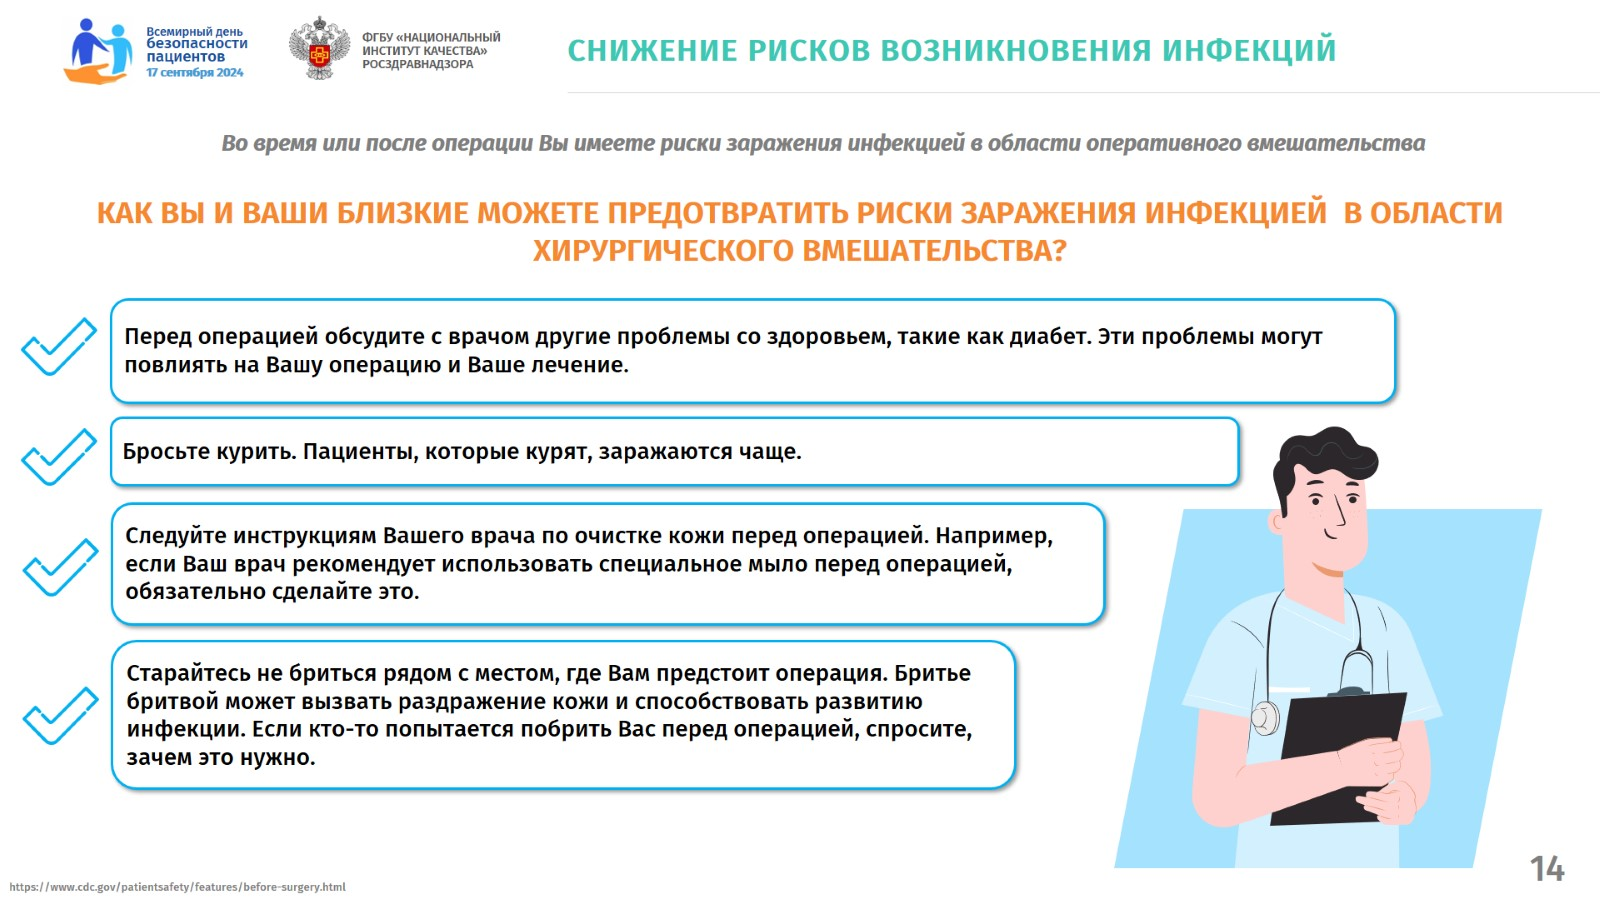 Всемирный день
безопасности
пациентов
17 сентября 2024
ФГБУ «НАЦИОНАЛЬНЫЙ
ИНСТИТУТ КАЧЕСТВА»
РОСЗДРАВНАДЗОРА
СНИЖЕНИЕ РИСКОВ ВОЗНИКНОВЕНИЯ ИНФЕКЦИЙ
Во время или после операции Вы имеете риски заражения инфекцией в области оперативного вмешательства
КАК ВЫ И ВАШИ БЛИЗКИЕ МОЖЕТЕ ПРЕДОТВРАТИТЬ РИСКИ ЗАРАЖЕНИЯ ИНФЕКЦИЕЙ В ОБЛАСТИ
ХИРУРГИЧЕСКОГО ВМЕШАТЕЛЬСТВА?
Перед операцией обсудите с врачом другие проблемы со здоровьем, такие как диабет. Эти проблемы могут
повлиять на Вашу операцию и Ваше лечение.
Бросьте курить. Пациенты, которые курят, заражаются чаще.
Следуйте инструкциям Вашего врача по очистке кожи перед операцией. Например,
если Ваш врач рекомендует использовать специальное мыло перед операцией,
обязательно сделайте это.
Старайтесь не бриться рядом с местом, где Вам предстоит операция. Бритье
бритвой может вызвать раздражение кожи и способствовать развитию
инфекции. Если кто-то попытается побрить Вас перед операцией, спросите,
зачем это нужно.
https://www.cdc.gov/patientsafety/features/before-surgery.html
14